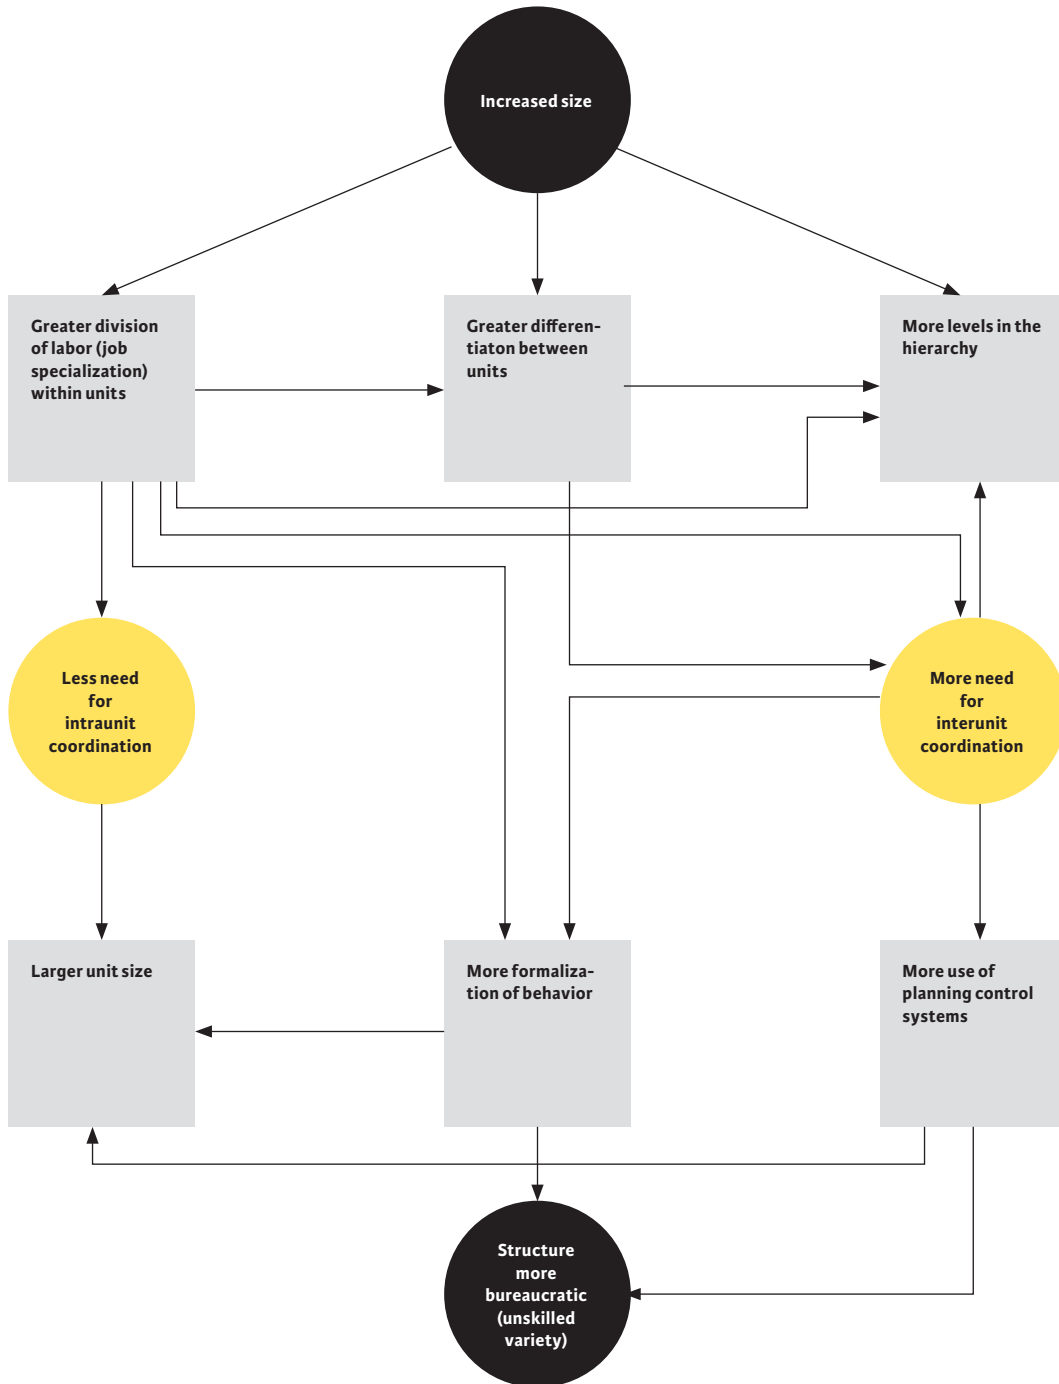 Increased size
Greater division
of labor (job
specialization)
within units
Greater differen-
tiaton between
units
More levels in the
hierarchy
Less need
for
intraunit
coordination
More need
for
interunit
coordination
Larger unit size
More formaliza-
tion of behavior
More use of
planning control
systems
Structure
more
bureaucratic
(unskilled
variety)